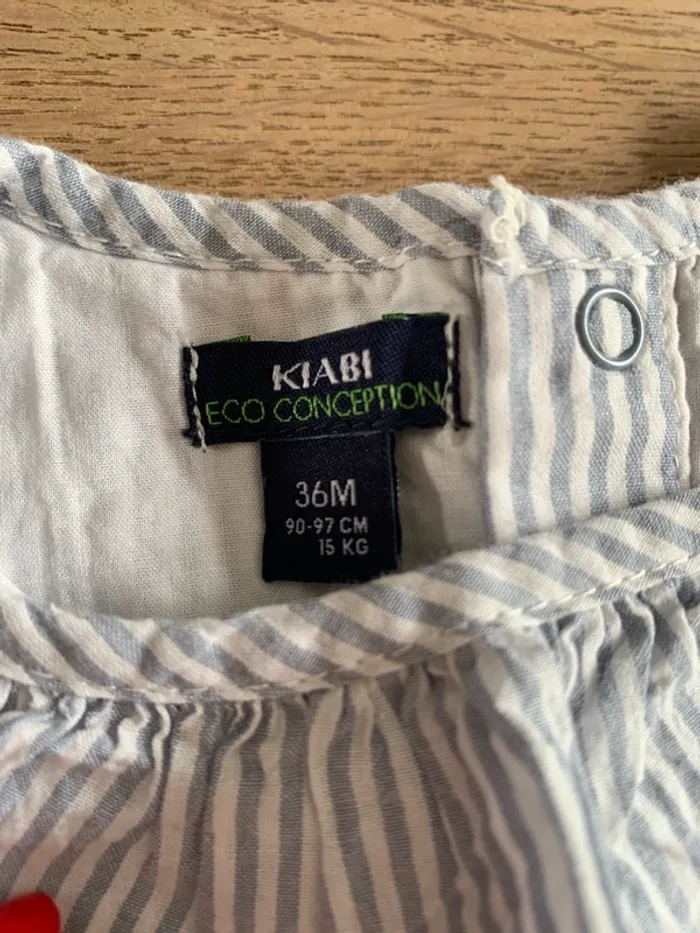 KIABI
ECO CONCEPTION
36M
90-97 CM
15 KG